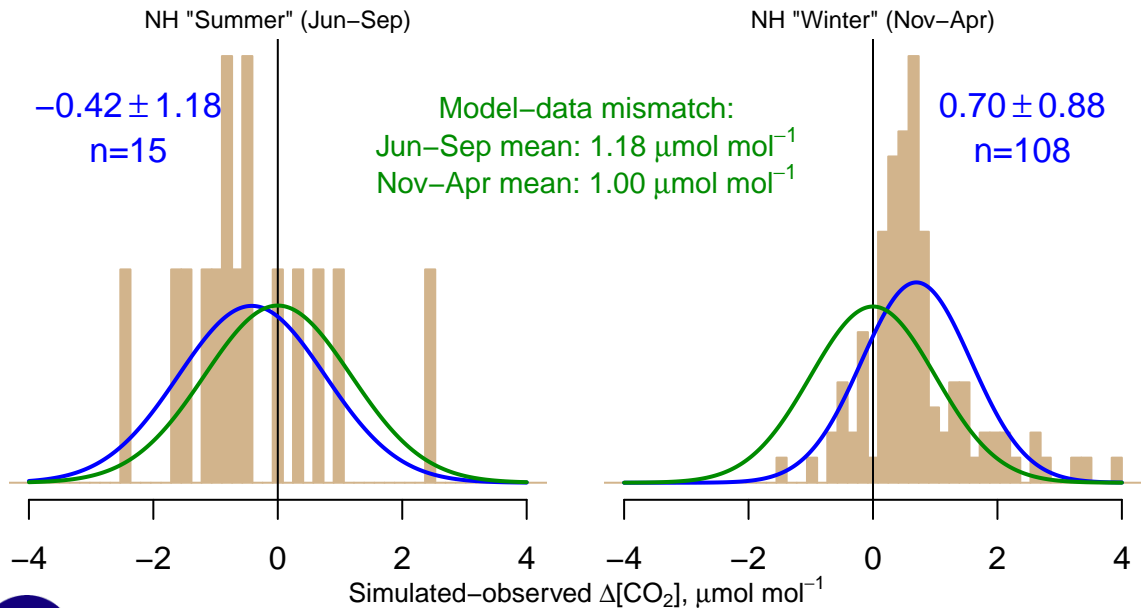 NH "Summer" (Jun−Sep)
−0.42 ± 1.18
n=15
Model−data mismatch:
Jun−Sep mean: 1.18 μmol mol⁻¹
Nov−Apr mean: 1.00 μmol mol⁻¹
NH "Winter" (Nov−Apr)
0.70 ± 0.88
n=108
−4 −2 0 2 4
−4 −2 0 2 4
Simulated−observed Δ[CO₂], μmol mol⁻¹